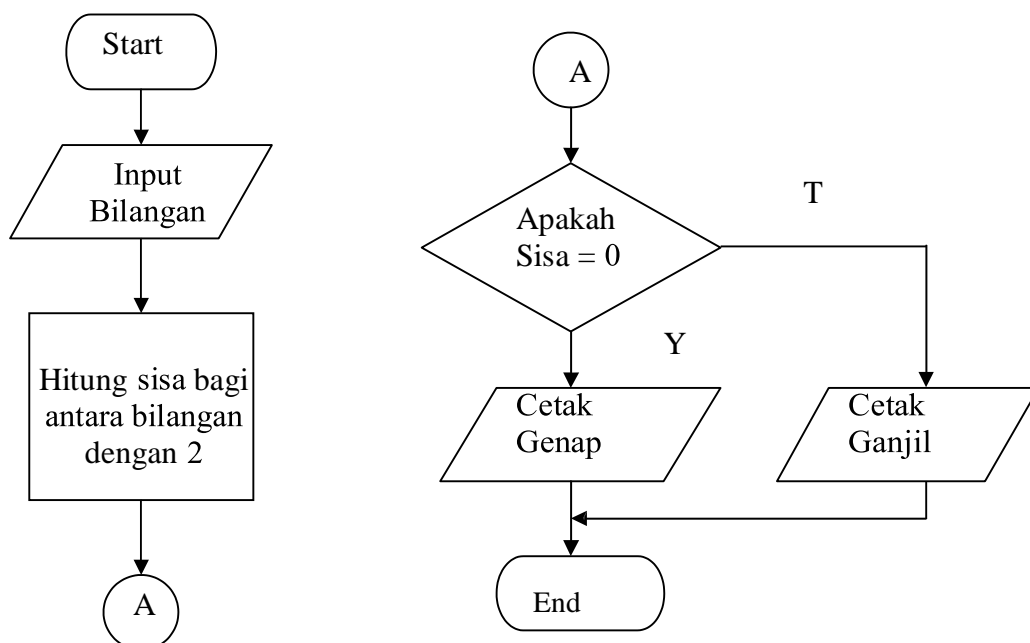 Start
Input
Bilangan
Hitung sisa bagi
antara bilangan
dengan 2
A
A
Apakah
Sisa = 0
T
Y
Cetak
Genap
Cetak
Ganjil
End